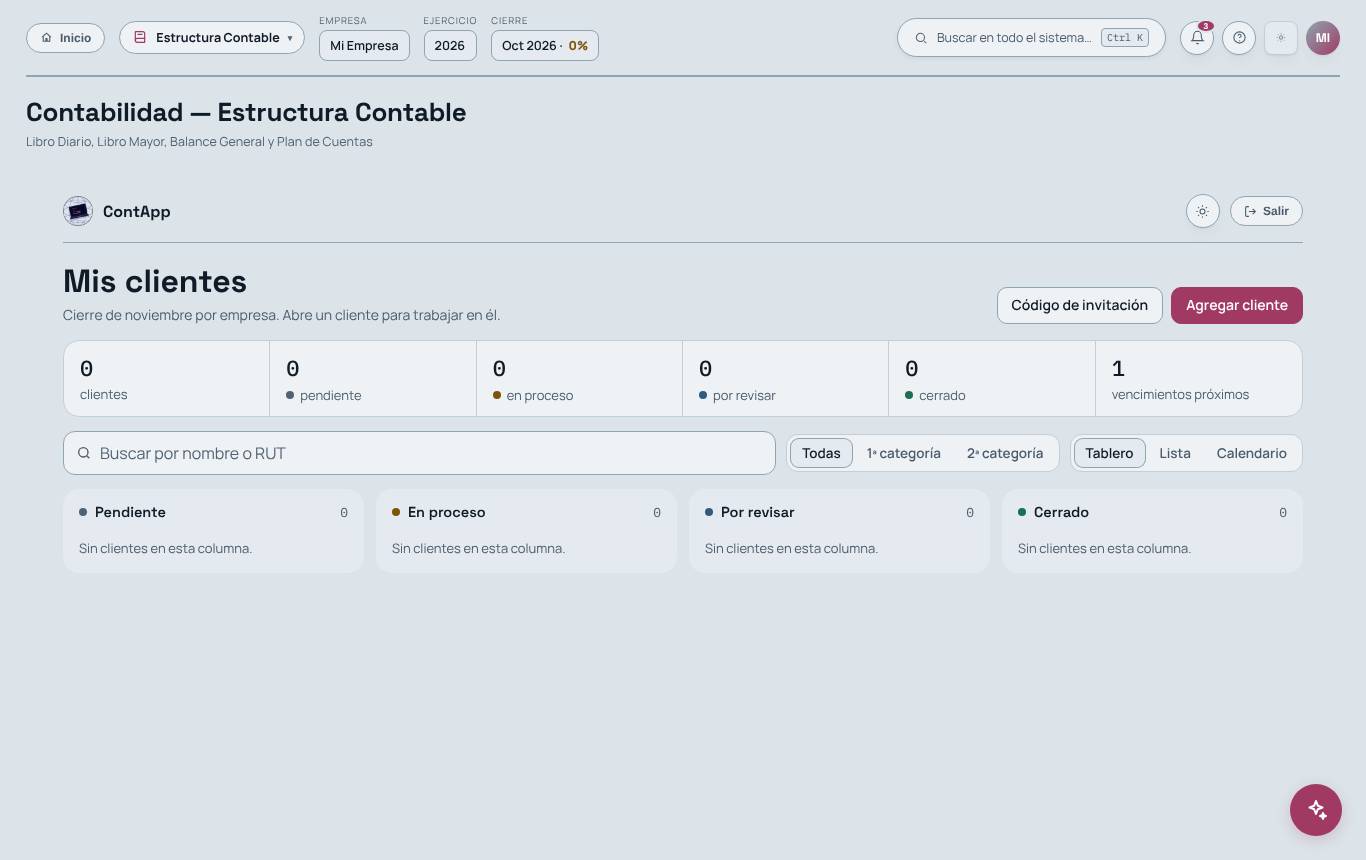 Inicio
Estructura Contable ▾
EMPRESA
Mi Empresa
EJERCICIO
2026
CIERRE
Oct 2026 · 0%
Buscar en todo el sistema... Ctrl K
3
MI
Contabilidad — Estructura Contable
Libro Diario, Libro Mayor, Balance General y Plan de Cuentas
ContApp
Salir
Mis clientes
Cierre de noviembre por empresa. Abre un cliente para trabajar en él.
Código de invitación
Agregar cliente
0
clientes
0
pendiente
0
en proceso
0
por revisar
0
cerrado
1
vencimientos próximos
Buscar por nombre o RUT
Todas 1ª categoría 2ª categoría
Tablero Lista Calendario
Pendiente 0
Sin clientes en esta columna.
En proceso 0
Sin clientes en esta columna.
Por revisar 0
Sin clientes en esta columna.
Cerrado 0
Sin clientes en esta columna.